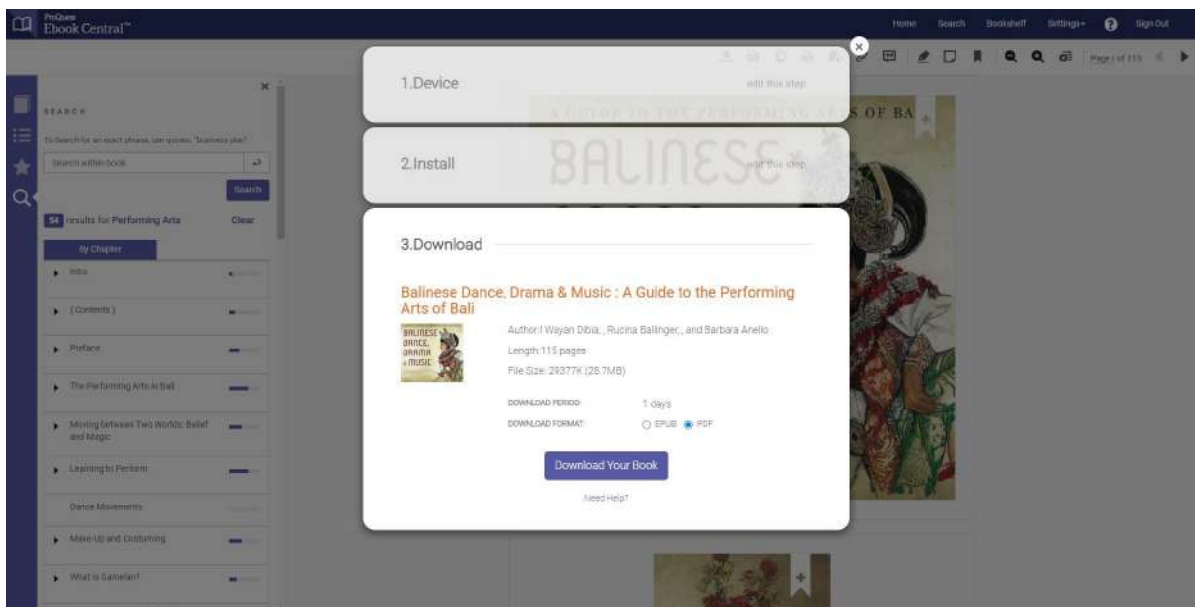 ProQuest
Ebook Central™
Home Search Bookshelf Settings Sign Out
Page 1 of 115
SEARCH
To Search for an exact phrase, use quotes: "business plan"
Search within book
Search
54 results for Performing Arts Clear
By Chapter
Intro
( Contents )
Preface
The Performing Arts in Bali
Moving between Two Worlds: Belief
and Magic
Learning to Perform
Dance Movements
Make-Up and Costuming
What is Gamelan?
1.Device
edit this step
2.Install
edit this step
A GUIDE TO THE PERFORMING ARTS OF BA
BALINESE
3.Download
Balinese Dance, Drama & Music : A Guide to the Performing
Arts of Bali
BALINESE
DANCE,
DRAMA
& MUSIC
Author:I Wayan Dibia, , Rucina Ballinger, , and Barbara Anello
Length:115 pages
File Size: 29377K (28.7MB)
DOWNLOAD PERIOD: 1 days
DOWNLOAD FORMAT: EPUB PDF
Download Your Book
Need Help?